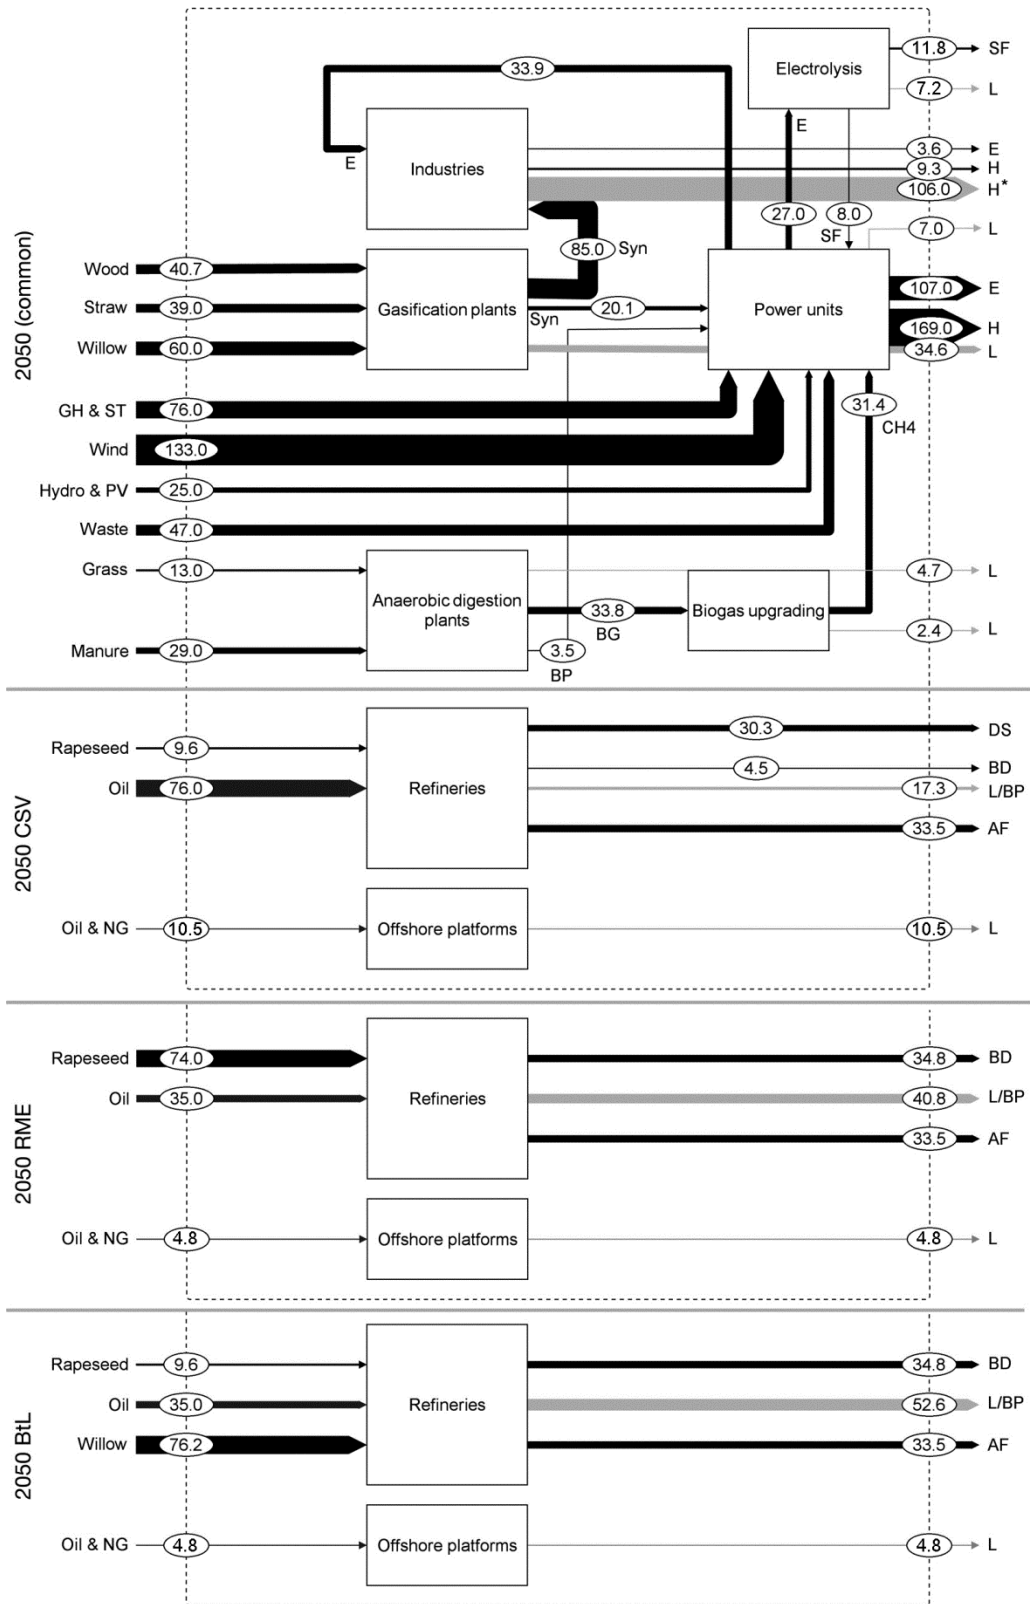 2050 (common)
Electrolysis
11.8 SF
7.2 L
33.9
E
E
Industries
3.6 E
9.3 H
106.0 H*
27.0
8.0
SF
7.0 L
85.0 Syn
Wood 40.7
Straw 39.0
Willow 60.0
Gasification plants
Syn
20.1
Power units
107.0 E
169.0 H
34.6 L
GH & ST 76.0
31.4
CH4
Wind 133.0
Hydro & PV 25.0
Waste 47.0
Grass 13.0
Manure 29.0
Anaerobic digestion
plants
33.8
BG
3.5
BP
Biogas upgrading
4.7 L
2.4 L
2050 CSV
Rapeseed 9.6
Oil 76.0
Refineries
30.3 DS
4.5 BD
17.3 L/BP
33.5 AF
Oil & NG 10.5
Offshore platforms
10.5 L
2050 RME
Rapeseed 74.0
Oil 35.0
Refineries
34.8 BD
40.8 L/BP
33.5 AF
Oil & NG 4.8
Offshore platforms
4.8 L
2050 BtL
Rapeseed 9.6
Oil 35.0
Willow 76.2
Refineries
34.8 BD
52.6 L/BP
33.5 AF
Oil & NG 4.8
Offshore platforms
4.8 L